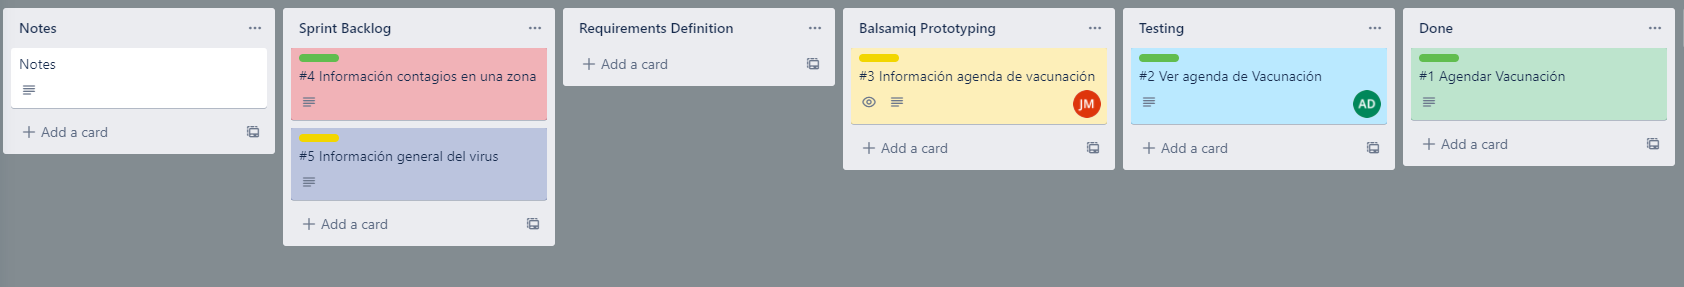 Notes
Notes
Add a card
Sprint Backlog
#4 Información contagios en una zona
#5 Información general del virus
Add a card
Requirements Definition
Add a card
Balsamiq Prototyping
#3 Información agenda de vacunación
JM
Add a card
Testing
#2 Ver agenda de Vacunación
AD
Add a card
Done
#1 Agendar Vacunación
Add a card